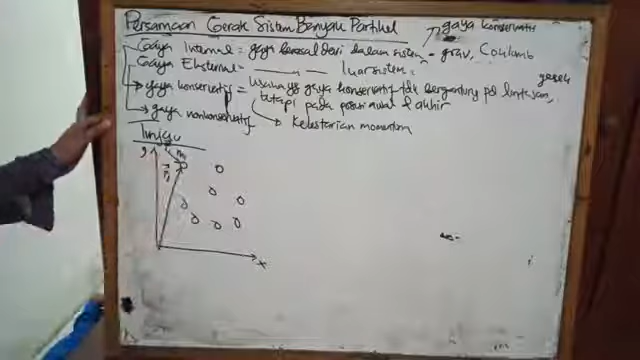 Persamaan Gerak Sistem Banyak Partikel
gaya konservatif
Gaya Internal = gaya berasal dari dalam sistem - grav, Coulomb
Gaya Eksternal = luar sistem = gesek
gaya konservatif = usaha gaya konservatif tdk bergantung pd lintasan,
tetapi pada posisi awal & akhir
gaya nonkonservatif
Kelestarian momentum
Tinjau
y m
r
x